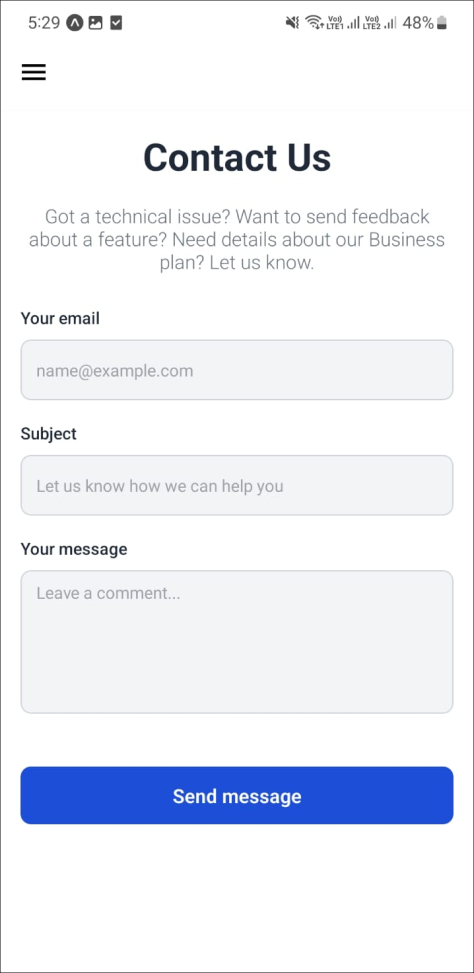 5:29 Vo)) LTE1 Vo)) LTE2 48%
Contact Us
Got a technical issue? Want to send feedback
about a feature? Need details about our Business
plan? Let us know.
Your email
name@example.com
Subject
Let us know how we can help you
Your message
Leave a comment...
Send message